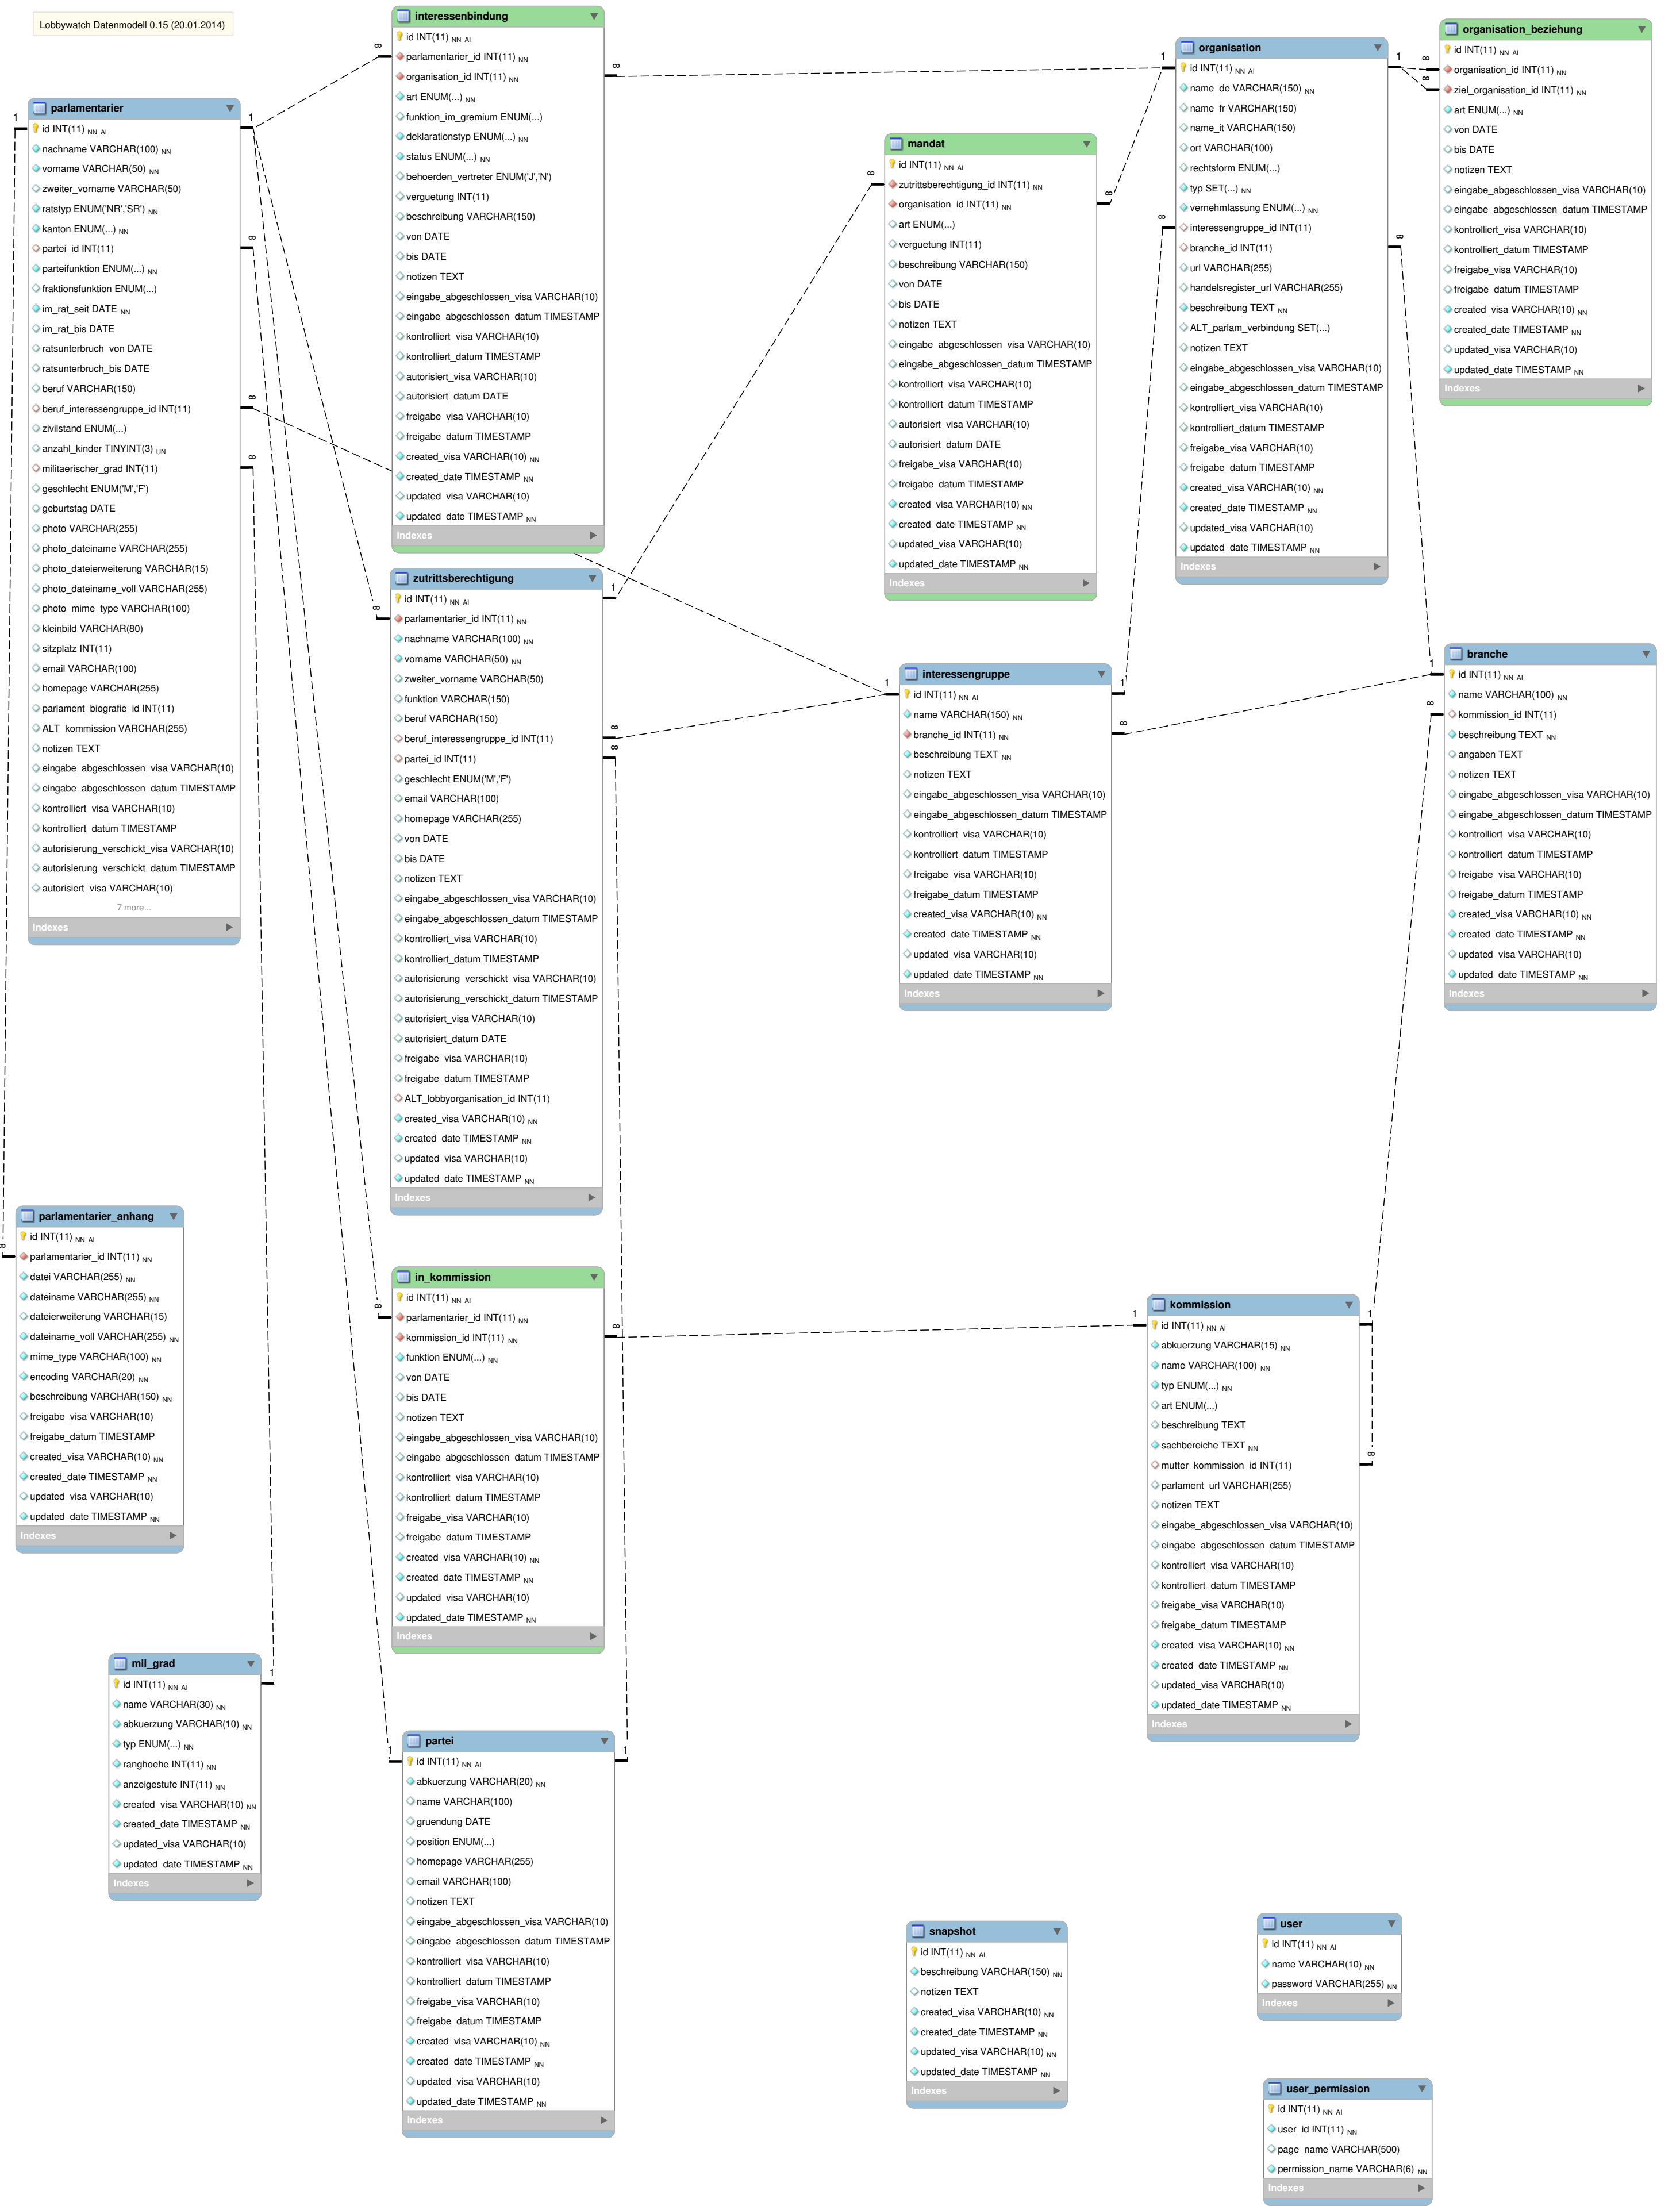 Lobbywatch Datenmodell 0.15 (20.01.2014)
parlamentarier
id INT(11) NN AI
nachname VARCHAR(100) NN
vorname VARCHAR(50) NN
zweiter_vorname VARCHAR(50)
ratstyp ENUM('NR','SR') NN
kanton ENUM(...) NN
partei_id INT(11)
parteifunktion ENUM(...) NN
fraktionsfunktion ENUM(...)
im_rat_seit DATE NN
im_rat_bis DATE
ratsunterbruch_von DATE
ratsunterbruch_bis DATE
beruf VARCHAR(150)
beruf_interessengruppe_id INT(11)
zivilstand ENUM(...)
anzahl_kinder TINYINT(3) UN
militaerischer_grad INT(11)
geschlecht ENUM('M','F')
geburtstag DATE
photo VARCHAR(255)
photo_dateiname VARCHAR(255)
photo_dateierweiterung VARCHAR(15)
photo_dateiname_voll VARCHAR(255)
photo_mime_type VARCHAR(100)
kleinbild VARCHAR(80)
sitzplatz INT(11)
email VARCHAR(100)
homepage VARCHAR(255)
parlament_biografie_id INT(11)
ALT_kommission VARCHAR(255)
notizen TEXT
eingabe_abgeschlossen_visa VARCHAR(10)
eingabe_abgeschlossen_datum TIMESTAMP
kontrolliert_visa VARCHAR(10)
kontrolliert_datum TIMESTAMP
autorisierung_verschickt_visa VARCHAR(10)
autorisierung_verschickt_datum TIMESTAMP
autorisiert_visa VARCHAR(10)
7 more...
Indexes
interessenbindung
id INT(11) NN AI
parlamentarier_id INT(11) NN
organisation_id INT(11) NN
art ENUM(...) NN
funktion_im_gremium ENUM(...)
deklarationstyp ENUM(...) NN
status ENUM(...) NN
behoerden_vertreter ENUM('J','N')
verguetung INT(11)
beschreibung VARCHAR(150)
von DATE
bis DATE
notizen TEXT
eingabe_abgeschlossen_visa VARCHAR(10)
eingabe_abgeschlossen_datum TIMESTAMP
kontrolliert_visa VARCHAR(10)
kontrolliert_datum TIMESTAMP
autorisiert_visa VARCHAR(10)
autorisiert_datum DATE
freigabe_visa VARCHAR(10)
freigabe_datum TIMESTAMP
created_visa VARCHAR(10) NN
created_date TIMESTAMP NN
updated_visa VARCHAR(10)
updated_date TIMESTAMP NN
Indexes
zutrittsberechtigung
id INT(11) NN AI
parlamentarier_id INT(11) NN
nachname VARCHAR(100) NN
vorname VARCHAR(50) NN
zweiter_vorname VARCHAR(50)
funktion VARCHAR(150)
beruf VARCHAR(150)
beruf_interessengruppe_id INT(11)
partei_id INT(11)
geschlecht ENUM('M','F')
email VARCHAR(100)
homepage VARCHAR(255)
von DATE
bis DATE
notizen TEXT
eingabe_abgeschlossen_visa VARCHAR(10)
eingabe_abgeschlossen_datum TIMESTAMP
kontrolliert_visa VARCHAR(10)
kontrolliert_datum TIMESTAMP
autorisierung_verschickt_visa VARCHAR(10)
autorisierung_verschickt_datum TIMESTAMP
autorisiert_visa VARCHAR(10)
autorisiert_datum DATE
freigabe_visa VARCHAR(10)
freigabe_datum TIMESTAMP
ALT_lobbyorganisation_id INT(11)
created_visa VARCHAR(10) NN
created_date TIMESTAMP NN
updated_visa VARCHAR(10)
updated_date TIMESTAMP NN
Indexes
mandat
id INT(11) NN AI
zutrittsberechtigung_id INT(11) NN
organisation_id INT(11) NN
art ENUM(...)
verguetung INT(11)
beschreibung VARCHAR(150)
von DATE
bis DATE
notizen TEXT
eingabe_abgeschlossen_visa VARCHAR(10)
eingabe_abgeschlossen_datum TIMESTAMP
kontrolliert_visa VARCHAR(10)
kontrolliert_datum TIMESTAMP
autorisiert_visa VARCHAR(10)
autorisiert_datum DATE
freigabe_visa VARCHAR(10)
freigabe_datum TIMESTAMP
created_visa VARCHAR(10) NN
created_date TIMESTAMP NN
updated_visa VARCHAR(10)
updated_date TIMESTAMP NN
Indexes
organisation
id INT(11) NN AI
name_de VARCHAR(150) NN
name_fr VARCHAR(150)
name_it VARCHAR(150)
ort VARCHAR(100)
rechtsform ENUM(...)
typ SET(...) NN
vernehmlassung ENUM(...) NN
interessengruppe_id INT(11)
branche_id INT(11)
url VARCHAR(255)
handelsregister_url VARCHAR(255)
beschreibung TEXT NN
ALT_parlam_verbindung SET(...)
notizen TEXT
eingabe_abgeschlossen_visa VARCHAR(10)
eingabe_abgeschlossen_datum TIMESTAMP
kontrolliert_visa VARCHAR(10)
kontrolliert_datum TIMESTAMP
freigabe_visa VARCHAR(10)
freigabe_datum TIMESTAMP
created_visa VARCHAR(10) NN
created_date TIMESTAMP NN
updated_visa VARCHAR(10)
updated_date TIMESTAMP NN
Indexes
organisation_beziehung
id INT(11) NN AI
organisation_id INT(11) NN
ziel_organisation_id INT(11) NN
art ENUM(...) NN
von DATE
bis DATE
notizen TEXT
eingabe_abgeschlossen_visa VARCHAR(10)
eingabe_abgeschlossen_datum TIMESTAMP
kontrolliert_visa VARCHAR(10)
kontrolliert_datum TIMESTAMP
freigabe_visa VARCHAR(10)
freigabe_datum TIMESTAMP
created_visa VARCHAR(10) NN
created_date TIMESTAMP NN
updated_visa VARCHAR(10)
updated_date TIMESTAMP NN
Indexes
interessengruppe
id INT(11) NN AI
name VARCHAR(150) NN
branche_id INT(11) NN
beschreibung TEXT NN
notizen TEXT
eingabe_abgeschlossen_visa VARCHAR(10)
eingabe_abgeschlossen_datum TIMESTAMP
kontrolliert_visa VARCHAR(10)
kontrolliert_datum TIMESTAMP
freigabe_visa VARCHAR(10)
freigabe_datum TIMESTAMP
created_visa VARCHAR(10) NN
created_date TIMESTAMP NN
updated_visa VARCHAR(10)
updated_date TIMESTAMP NN
Indexes
branche
id INT(11) NN AI
name VARCHAR(100) NN
kommission_id INT(11)
beschreibung TEXT NN
angaben TEXT
notizen TEXT
eingabe_abgeschlossen_visa VARCHAR(10)
eingabe_abgeschlossen_datum TIMESTAMP
kontrolliert_visa VARCHAR(10)
kontrolliert_datum TIMESTAMP
freigabe_visa VARCHAR(10)
freigabe_datum TIMESTAMP
created_visa VARCHAR(10) NN
created_date TIMESTAMP NN
updated_visa VARCHAR(10)
updated_date TIMESTAMP NN
Indexes
parlamentarier_anhang
id INT(11) NN AI
parlamentarier_id INT(11) NN
datei VARCHAR(255) NN
dateiname VARCHAR(255) NN
dateierweiterung VARCHAR(15)
dateiname_voll VARCHAR(255) NN
mime_type VARCHAR(100) NN
encoding VARCHAR(20) NN
beschreibung VARCHAR(150) NN
freigabe_visa VARCHAR(10)
freigabe_datum TIMESTAMP
created_visa VARCHAR(10) NN
created_date TIMESTAMP NN
updated_visa VARCHAR(10)
updated_date TIMESTAMP NN
Indexes
in_kommission
id INT(11) NN AI
parlamentarier_id INT(11) NN
kommission_id INT(11) NN
funktion ENUM(...) NN
von DATE
bis DATE
notizen TEXT
eingabe_abgeschlossen_visa VARCHAR(10)
eingabe_abgeschlossen_datum TIMESTAMP
kontrolliert_visa VARCHAR(10)
kontrolliert_datum TIMESTAMP
freigabe_visa VARCHAR(10)
freigabe_datum TIMESTAMP
created_visa VARCHAR(10) NN
created_date TIMESTAMP NN
updated_visa VARCHAR(10)
updated_date TIMESTAMP NN
Indexes
kommission
id INT(11) NN AI
abkuerzung VARCHAR(15) NN
name VARCHAR(100) NN
typ ENUM(...) NN
art ENUM(...)
beschreibung TEXT
sachbereiche TEXT NN
mutter_kommission_id INT(11)
parlament_url VARCHAR(255)
notizen TEXT
eingabe_abgeschlossen_visa VARCHAR(10)
eingabe_abgeschlossen_datum TIMESTAMP
kontrolliert_visa VARCHAR(10)
kontrolliert_datum TIMESTAMP
freigabe_visa VARCHAR(10)
freigabe_datum TIMESTAMP
created_visa VARCHAR(10) NN
created_date TIMESTAMP NN
updated_visa VARCHAR(10)
updated_date TIMESTAMP NN
Indexes
mil_grad
id INT(11) NN AI
name VARCHAR(30) NN
abkuerzung VARCHAR(10) NN
typ ENUM(...) NN
ranghoehe INT(11) NN
anzeigestufe INT(11) NN
created_visa VARCHAR(10) NN
created_date TIMESTAMP NN
updated_visa VARCHAR(10)
updated_date TIMESTAMP NN
Indexes
partei
id INT(11) NN AI
abkuerzung VARCHAR(20) NN
name VARCHAR(100)
gruendung DATE
position ENUM(...)
homepage VARCHAR(255)
email VARCHAR(100)
notizen TEXT
eingabe_abgeschlossen_visa VARCHAR(10)
eingabe_abgeschlossen_datum TIMESTAMP
kontrolliert_visa VARCHAR(10)
kontrolliert_datum TIMESTAMP
freigabe_visa VARCHAR(10)
freigabe_datum TIMESTAMP
created_visa VARCHAR(10) NN
created_date TIMESTAMP NN
updated_visa VARCHAR(10)
updated_date TIMESTAMP NN
Indexes
snapshot
id INT(11) NN AI
beschreibung VARCHAR(150) NN
notizen TEXT
created_visa VARCHAR(10) NN
created_date TIMESTAMP NN
updated_visa VARCHAR(10) NN
updated_date TIMESTAMP NN
Indexes
user
id INT(11) NN AI
name VARCHAR(10) NN
password VARCHAR(255) NN
Indexes
user_permission
id INT(11) NN AI
user_id INT(11) NN
page_name VARCHAR(500)
permission_name VARCHAR(6) NN
Indexes